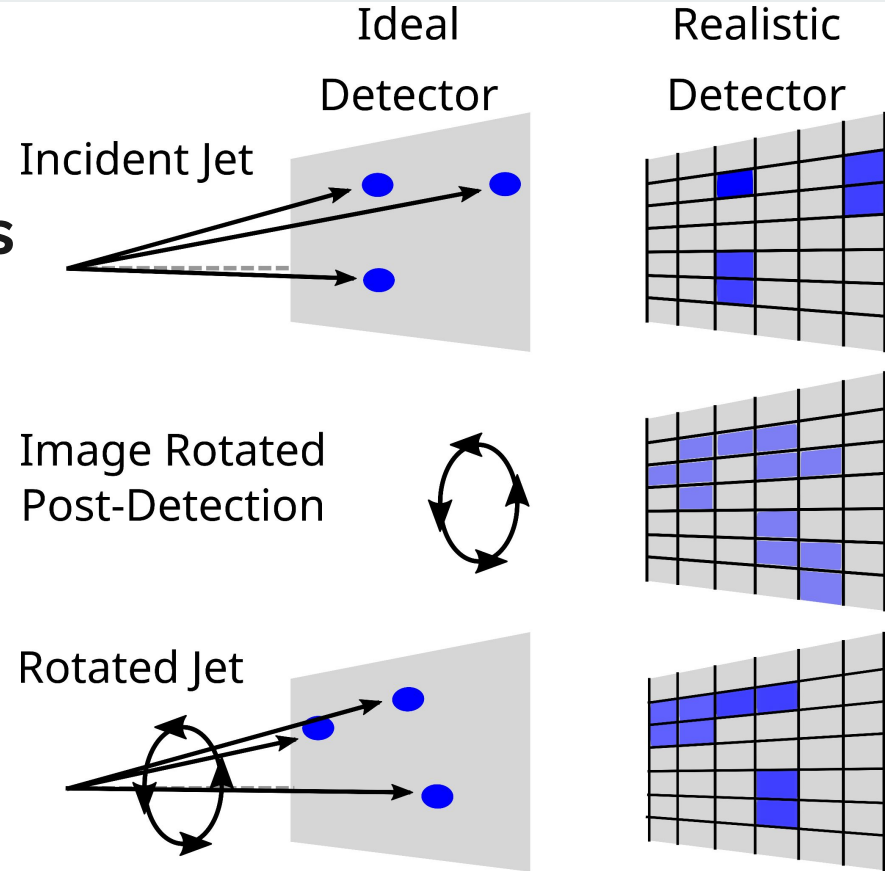 Ideal
Detector
Realistic
Detector
Incident Jet
s
Image Rotated
Post-Detection
Rotated Jet